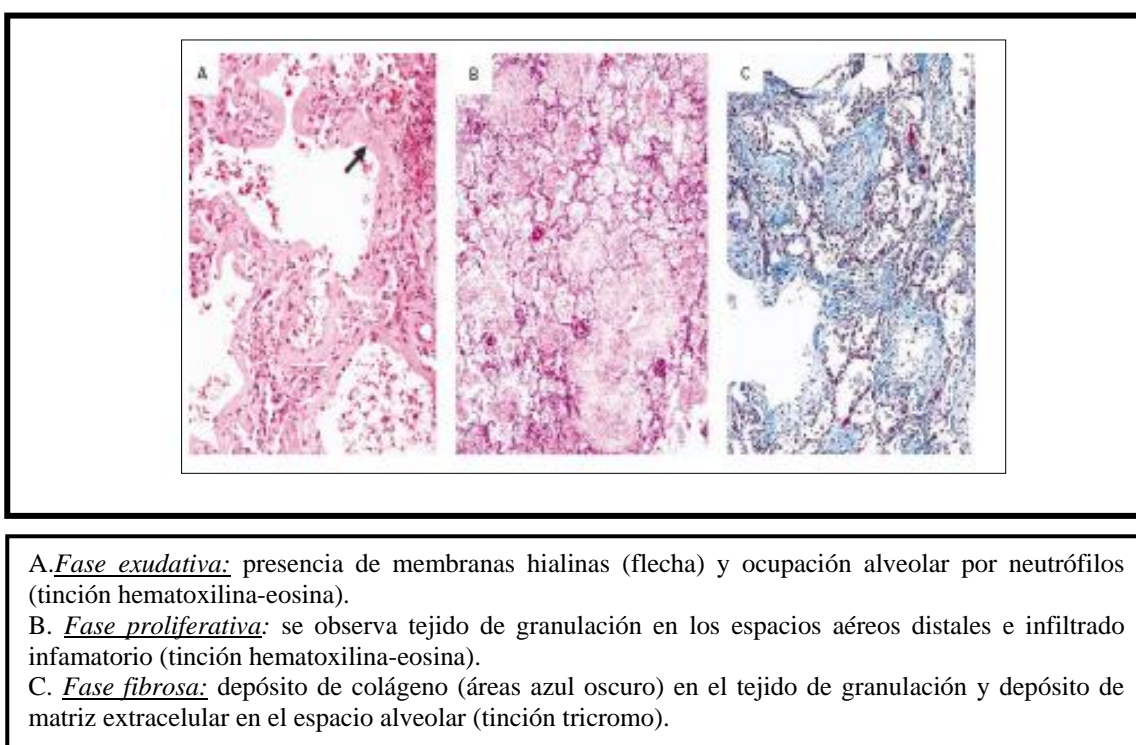 A
B
C
A.Fase exudativa: presencia de membranas hialinas (flecha) y ocupación alveolar por neutrófilos
(tinción hematoxilina-eosina).
B. Fase proliferativa: se observa tejido de granulación en los espacios aéreos distales e infiltrado
infamatorio (tinción hematoxilina-eosina).
C. Fase fibrosa: depósito de colágeno (áreas azul oscuro) en el tejido de granulación y depósito de
matriz extracelular en el espacio alveolar (tinción tricromo).